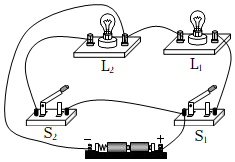 L₂ L₁
S₂ S₁
− +